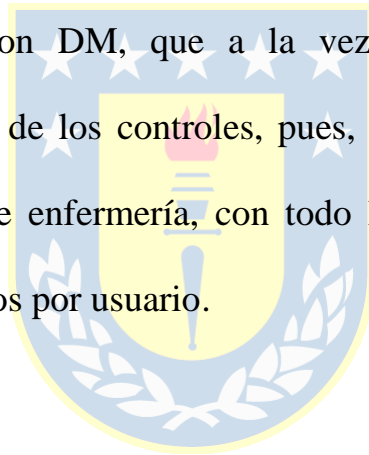 on DM, que a la vez
de los controles, pues,
e enfermería, con todo
os por usuario.